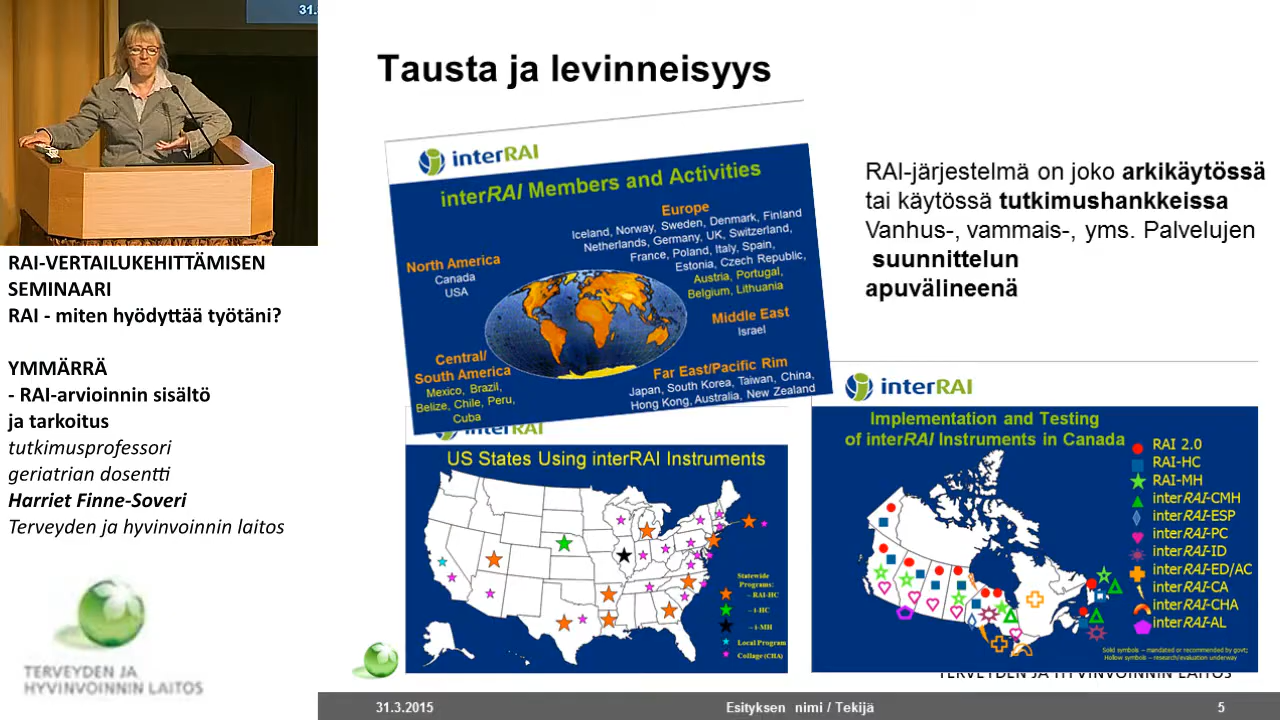 31.
RAI-VERTAILUKEHITTÄMISEN
SEMINAARI
RAI - miten hyödyttää työtäni?
YMMÄRRÄ
- RAI-arvioinnin sisältö
ja tarkoitus
tutkimusprofessori
geriatrian dosentti
Harriet Finne-Soveri
Terveyden ja hyvinvoinnin laitos
TERVEYDEN JA
HYVINVOINNIN LAITOS
Tausta ja levinneisyys
interRAI
interRAI Members and Activities
Europe
Iceland, Norway, Sweden, Denmark, Finland
Netherlands, Germany, UK, Switzerland,
France, Poland, Italy, Spain,
Estonia, Czech Republic,
Austria, Portugal,
Belgium, Lithuania
North America
Canada
USA
Middle East
Israel
Central/
South America
Mexico, Brazil,
Belize, Chile, Peru,
Cuba
Far East/Pacific Rim
Japan, South Korea, Taiwan, China,
Hong Kong, Australia, New Zealand
RAI-järjestelmä on joko arkikäytössä
tai käytössä tutkimushankkeissa
Vanhus-, vammais-, yms. Palvelujen
suunnittelun
apuvälineenä
interRAI
US States Using interRAI Instruments
Statewide
Programs:
– RAI-HC
– i-HC
– i-MH
Local Program
Collage (CHA)
interRAI
Implementation and Testing
of interRAI Instruments in Canada
RAI 2.0
RAI-HC
RAI-MH
interRAI-CMH
interRAI-ESP
interRAI-PC
interRAI-ID
interRAI-ED/AC
interRAI-CA
interRAI-CHA
interRAI-AL
Solid symbols – mandated or recommended by govt;
Hollow symbols – research/evaluation underway
TERVEYDEN JA HYVINVOINNIN LAITOS
31.3.2015
Esityksen nimi / Tekijä
5